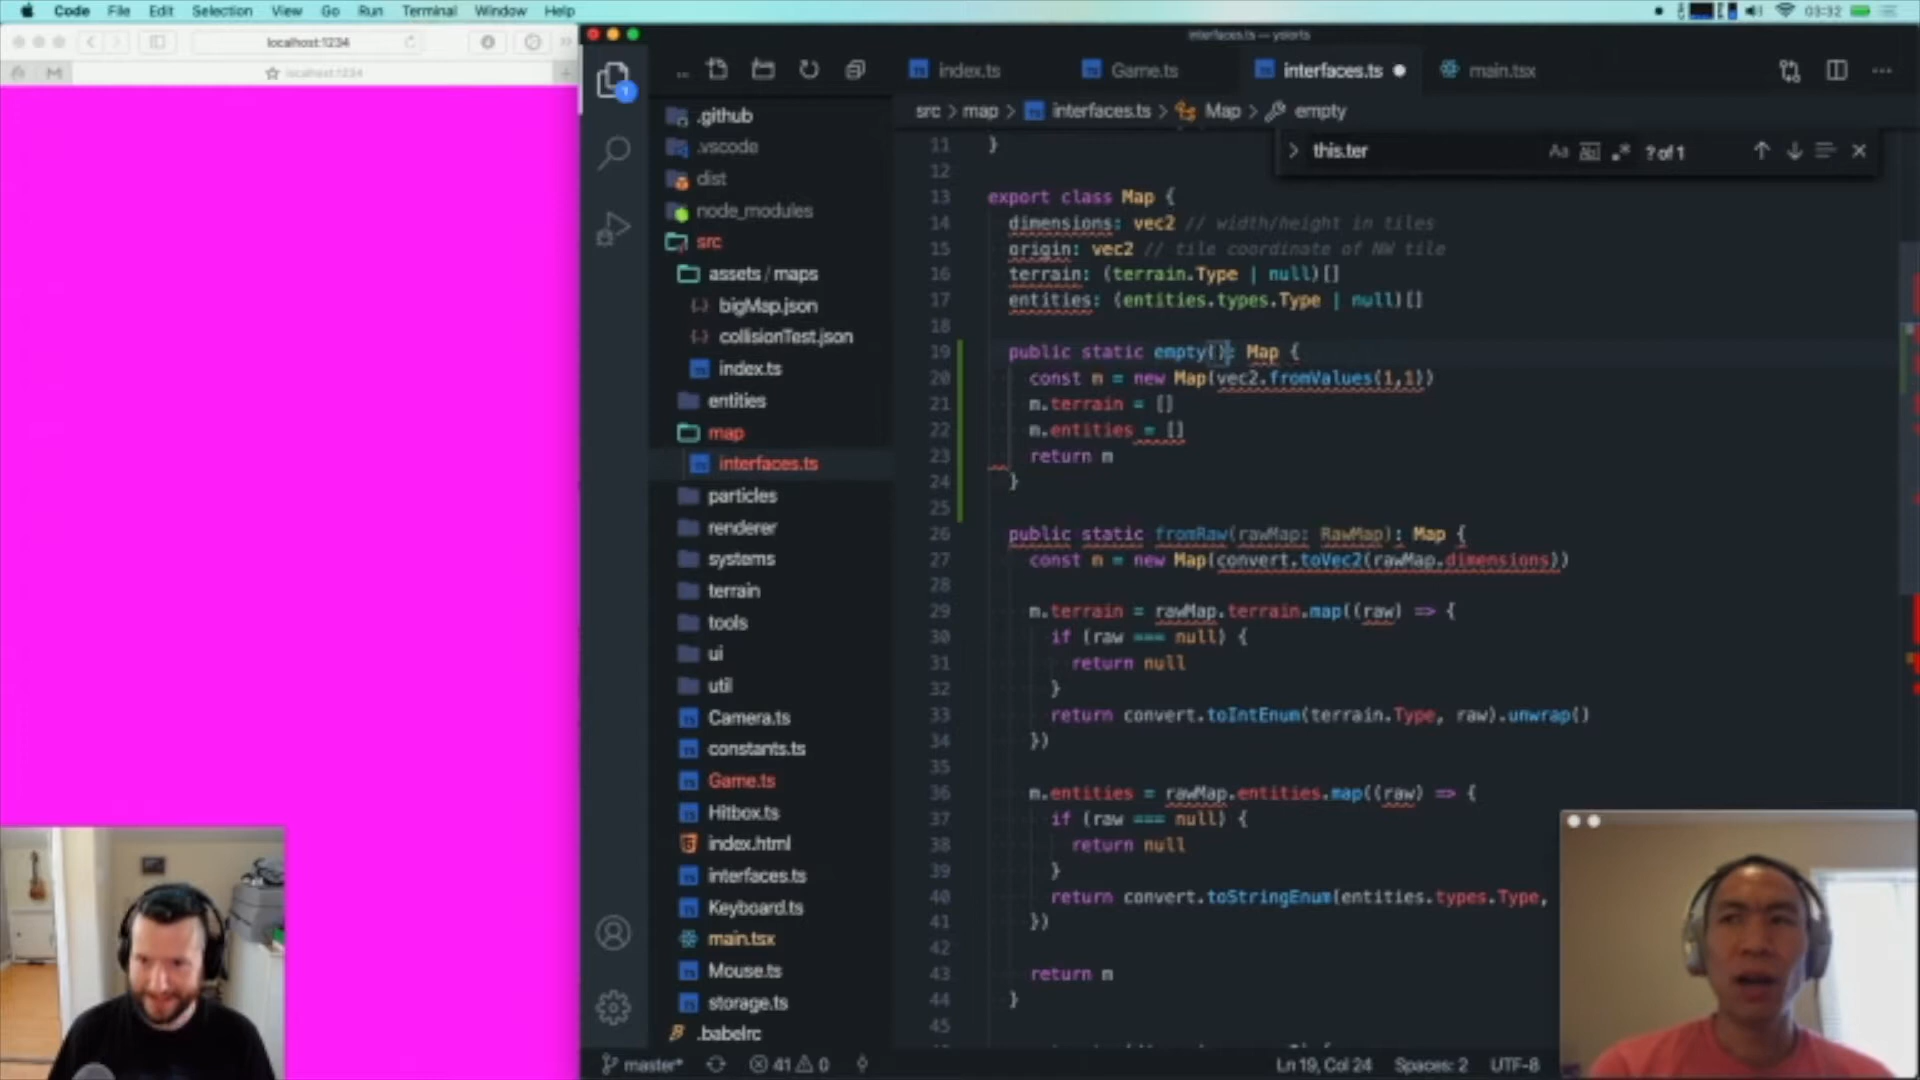 Code File Edit Selection View Go Run Terminal Window Help 03:32
localhost:1234
localhost:1234
interfaces.ts — yslorts
index.ts Game.ts interfaces.ts main.tsx
src > map > interfaces.ts > Map > empty
this.ter Aa ? of 1
.github
.vscode
dist
node_modules
src
assets / maps
bigMap.json
collisionTest.json
index.ts
entities
map
interfaces.ts
particles
renderer
systems
terrain
tools
ui
util
Camera.ts
constants.ts
Game.ts
Hitbox.ts
index.html
interfaces.ts
Keyboard.ts
main.tsx
Mouse.ts
storage.ts
.babelrc
11 }
12
13 export class Map {
14 dimensions: vec2 // width/height in tiles
15 origin: vec2 // tile coordinate of NW tile
16 terrain: (terrain.Type | null)[]
17 entities: (entities.types.Type | null)[]
18
19 public static empty(): Map {
20 const m = new Map(vec2.fromValues(1,1))
21 m.terrain = []
22 m.entities = []
23 return m
24 }
25
26 public static fromRaw(rawMap: RawMap): Map {
27 const m = new Map(convert.toVec2(rawMap.dimensions))
28
29 m.terrain = rawMap.terrain.map((raw) => {
30 if (raw === null) {
31 return null
32 }
33 return convert.toIntEnum(terrain.Type, raw).unwrap()
34 })
35
36 m.entities = rawMap.entities.map((raw) => {
37 if (raw === null) {
38 return null
39 }
40 return convert.toStringEnum(entities.types.Type,
41 })
42
43 return m
44 }
45
master* 41 0 Ln 19, Col 24 Spaces: 2 UTF-8